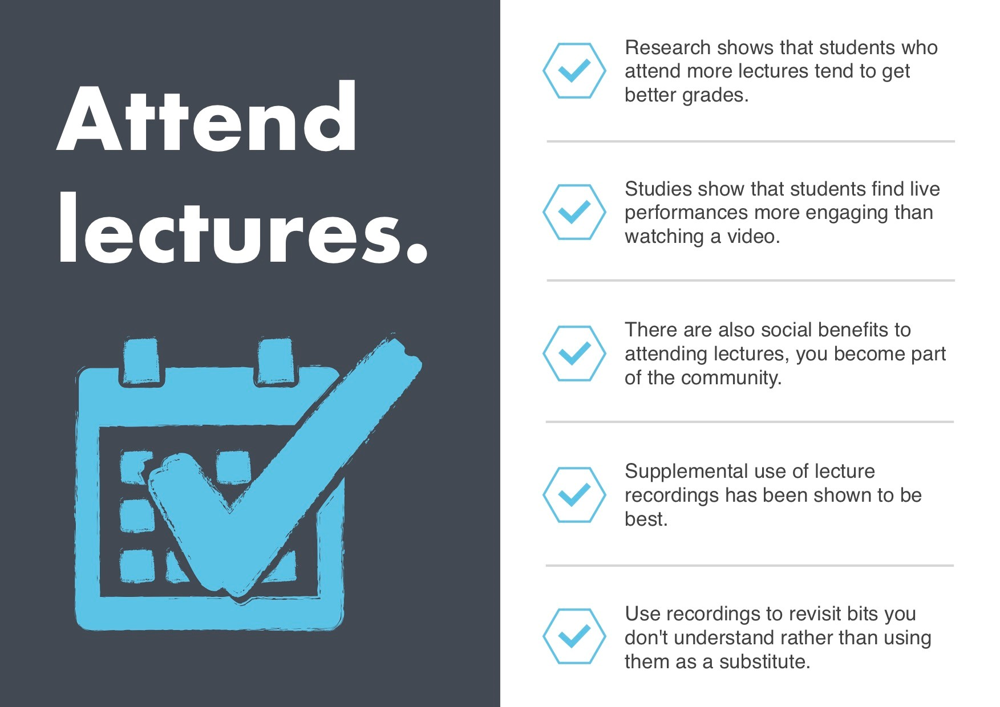 Attend
lectures.
Research shows that students who
attend more lectures tend to get
better grades.
Studies show that students find live
performances more engaging than
watching a video.
There are also social benefits to
attending lectures, you become part
of the community.
Supplemental use of lecture
recordings has been shown to be
best.
Use recordings to revisit bits you
don't understand rather than using
them as a substitute.